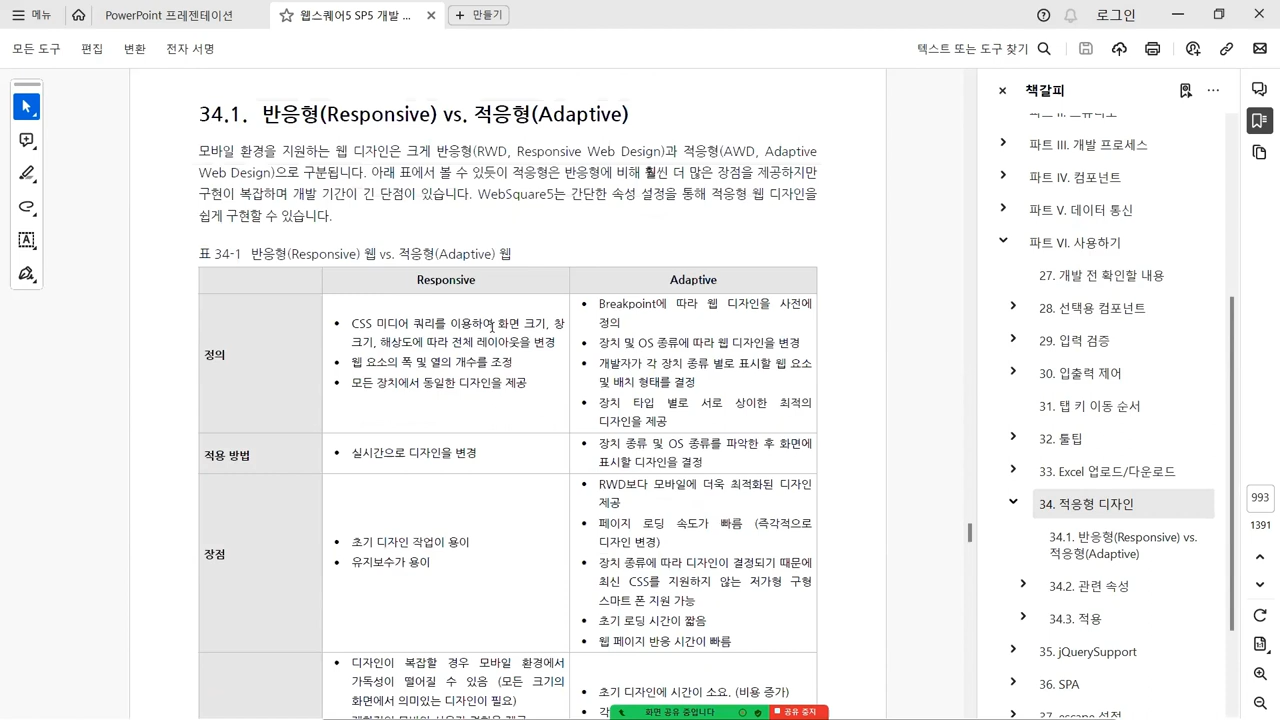 메뉴
PowerPoint 프레젠테이션
웹스퀘어5 SP5 개발 ...
만들기
로그인
모든 도구
편집
변환
전자 서명
텍스트 또는 도구 찾기
34.1. 반응형(Responsive) vs. 적응형(Adaptive)
모바일 환경을 지원하는 웹 디자인은 크게 반응형(RWD, Responsive Web Design)과 적응형(AWD, Adaptive
Web Design)으로 구분됩니다. 아래 표에서 볼 수 있듯이 적응형은 반응형에 비해 훨씬 더 많은 장점을 제공하지만
구현이 복잡하며 개발 기간이 긴 단점이 있습니다. WebSquare5는 간단한 속성 설정을 통해 적응형 웹 디자인을
쉽게 구현할 수 있습니다.
표 34-1 반응형(Responsive) 웹 vs. 적응형(Adaptive) 웹
Responsive
Adaptive
정의
• CSS 미디어 쿼리를 이용하여 화면 크기, 창
크기, 해상도에 따라 전체 레이아웃을 변경
• 웹 요소의 폭 및 열의 개수를 조정
• 모든 장치에서 동일한 디자인을 제공
• Breakpoint에 따라 웹 디자인을 사전에
정의
• 장치 및 OS 종류에 따라 웹 디자인을 변경
• 개발자가 각 장치 종류 별로 표시할 웹 요소
및 배치 형태를 결정
• 장치 타입 별로 서로 상이한 최적의
디자인을 제공
적용 방법
• 실시간으로 디자인을 변경
• 장치 종류 및 OS 종류를 파악한 후 화면에
표시할 디자인을 결정
장점
• 초기 디자인 작업이 용이
• 유지보수가 용이
• RWD보다 모바일에 더욱 최적화된 디자인
제공
• 페이지 로딩 속도가 빠름 (즉각적으로
디자인 변경)
• 장치 종류에 따라 디자인이 결정되기 때문에
최신 CSS를 지원하지 않는 저가형 구형
스마트 폰 지원 가능
• 초기 로딩 시간이 짧음
• 웹 페이지 반응 시간이 빠름
• 디자인이 복잡할 경우 모바일 환경에서
가독성이 떨어질 수 있음 (모든 크기의
화면에서 의미있는 디자인이 필요)
• 초기 디자인에 시간이 소요. (비용 증가)
• 각
화면 공유 중입니다
공유 중지
책갈피
파트 III. 개발 프로세스
파트 IV. 컴포넌트
파트 V. 데이터 통신
파트 VI. 사용하기
27. 개발 전 확인할 내용
28. 선택용 컴포넌트
29. 입력 검증
30. 입출력 제어
31. 탭 키 이동 순서
32. 툴팁
33. Excel 업로드/다운로드
34. 적응형 디자인
34.1. 반응형(Responsive) vs.
적응형(Adaptive)
34.2. 관련 속성
34.3. 적용
35. jQuerySupport
36. SPA
37. escape 설정
993
1391